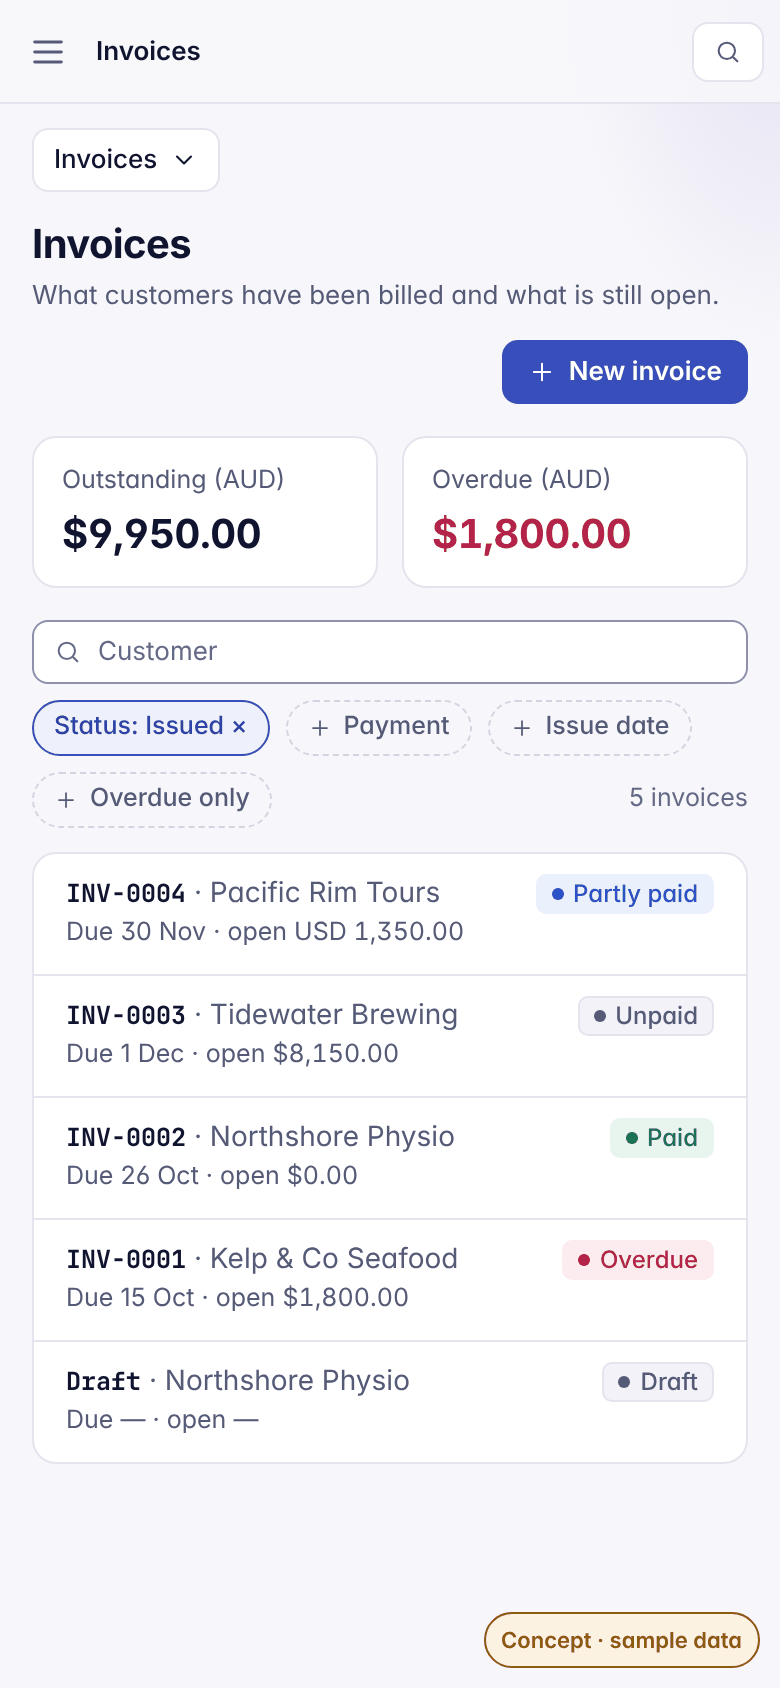 Invoices
Invoices
Invoices
What customers have been billed and what is still open.
+ New invoice
Outstanding (AUD)
$9,950.00
Overdue (AUD)
$1,800.00
Customer
Status: Issued ×
+ Payment
+ Issue date
+ Overdue only
5 invoices
INV-0004 · Pacific Rim Tours
Partly paid
Due 30 Nov · open USD 1,350.00
INV-0003 · Tidewater Brewing
Unpaid
Due 1 Dec · open $8,150.00
INV-0002 · Northshore Physio
Paid
Due 26 Oct · open $0.00
INV-0001 · Kelp & Co Seafood
Overdue
Due 15 Oct · open $1,800.00
Draft · Northshore Physio
Draft
Due — · open —
Concept · sample data